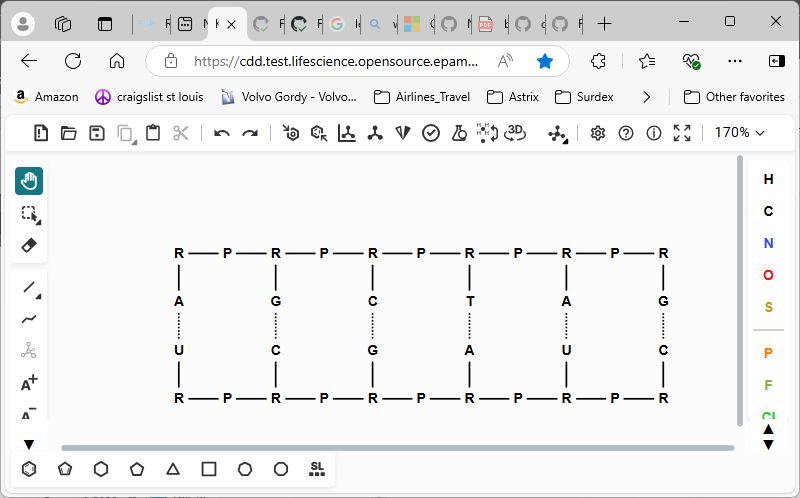 https://cdd.test.lifescience.opensource.epam...
Amazon craigslist st louis Volvo Gordy - Volvo... Airlines_Travel Astrix Surdex Other favorites
3D 170%
H
C
N
O
S
P
F
R P R P R P R P R P R
A G C T A G
U C G A U C
R P R P R P R P R P R
A+
SL